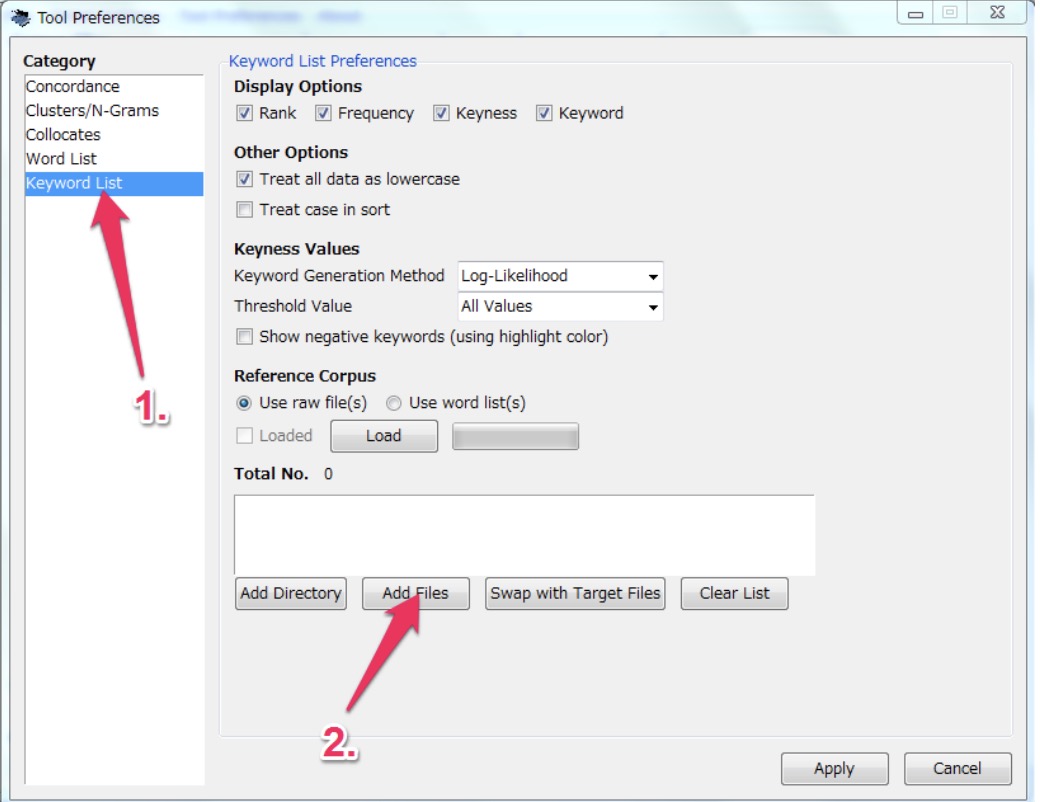 Tool Preferences
Category
Concordance
Clusters/N-Grams
Collocates
Word List
Keyword List
Keyword List Preferences
Display Options
Rank Frequency Keyness Keyword
Other Options
Treat all data as lowercase
Treat case in sort
Keyness Values
Keyword Generation Method Log-Likelihood
Threshold Value All Values
Show negative keywords (using highlight color)
Reference Corpus
Use raw file(s) Use word list(s)
Loaded Load
Total No. 0
Add Directory Add Files Swap with Target Files Clear List
1.
2.
Apply Cancel